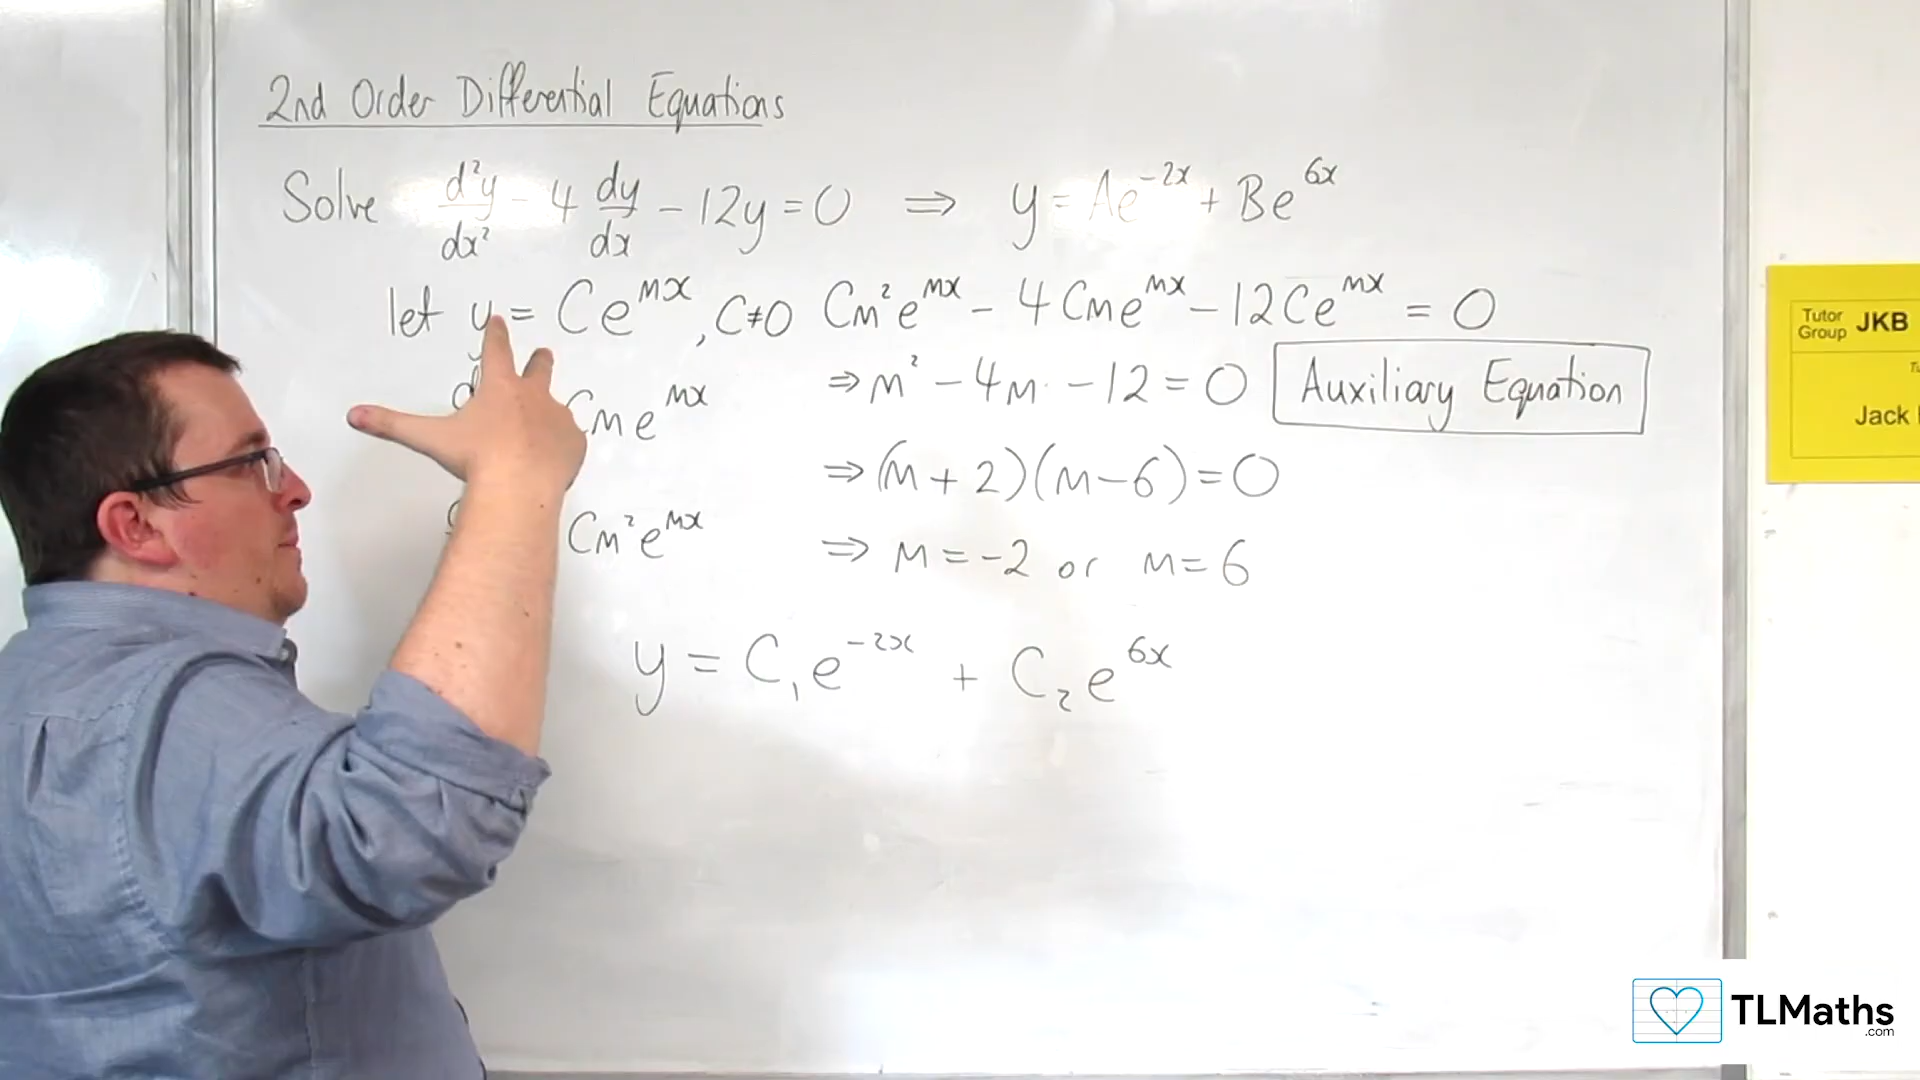 2nd Order Differential Equations
Solve d²y/dx² - 4 dy/dx - 12y = 0 ⇒ y = Ae^(-2x) + Be^(6x)
let y = Ce^(mx), C≠0 Cm²e^(mx) - 4Cme^(mx) - 12Ce^(mx) = 0
Cme^(mx) ⇒ m² - 4m - 12 = 0 Auxiliary Equation
⇒ (m + 2)(m - 6) = 0
Cm²e^(mx) ⇒ m = -2 or m = 6
y = C₁e^(-2x) + C₂e^(6x)
Tutor Group JKB
Jack
TLMaths
.com